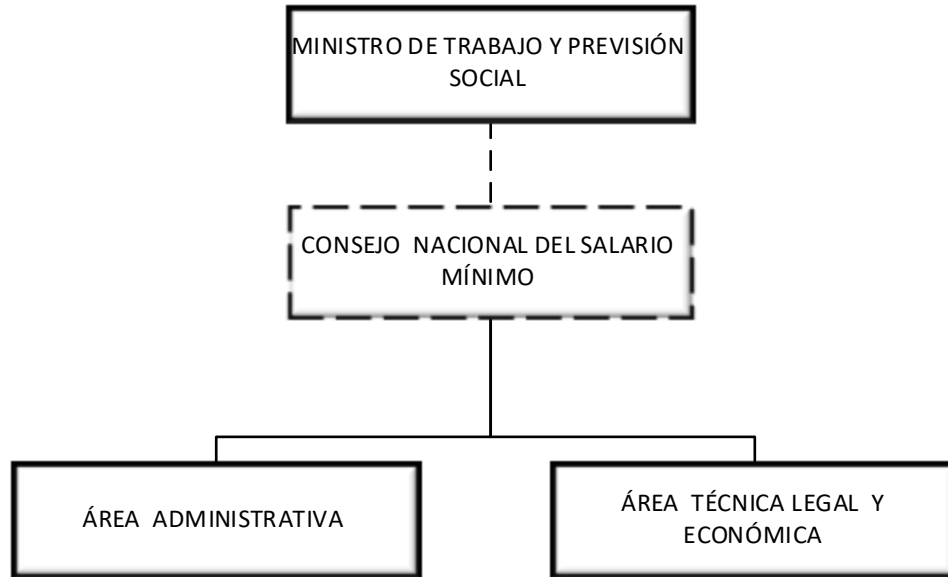 MINISTRO DE TRABAJO Y PREVISIÓN
SOCIAL
CONSEJO NACIONAL DEL SALARIO
MÍNIMO
ÁREA ADMINISTRATIVA
ÁREA TÉCNICA LEGAL Y
ECONÓMICA